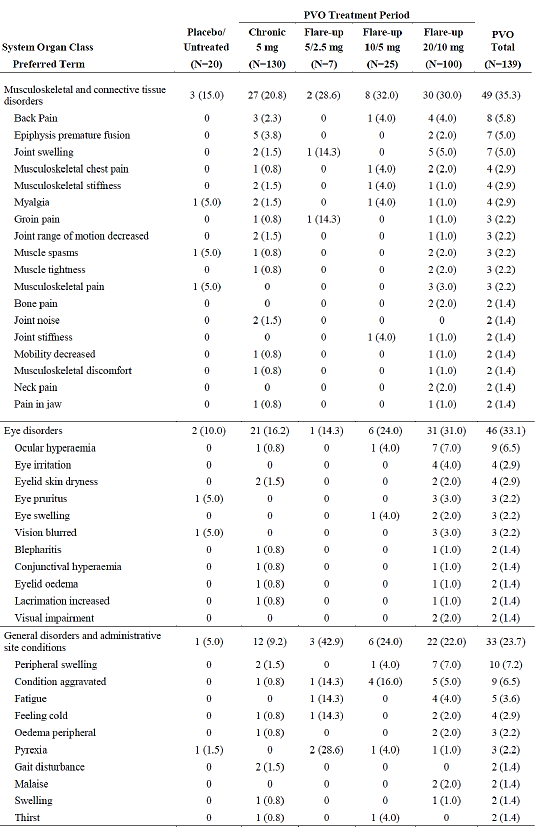 PVO Treatment Period
Placebo/ Chronic Flare-up Flare-up Flare-up PVO
System Organ Class Untreated 5 mg 5/2.5 mg 10/5 mg 20/10 mg Total
Preferred Term (N=20) (N=130) (N=7) (N=25) (N=100) (N=139)
Musculoskeletal and connective tissue
disorders 3 (15.0) 27 (20.8) 2 (28.6) 8 (32.0) 30 (30.0) 49 (35.3)
Back Pain 0 3 (2.3) 0 1 (4.0) 4 (4.0) 8 (5.8)
Epiphysis premature fusion 0 5 (3.8) 0 0 2 (2.0) 7 (5.0)
Joint swelling 0 2 (1.5) 1 (14.3) 0 5 (5.0) 7 (5.0)
Musculoskeletal chest pain 0 1 (0.8) 0 1 (4.0) 2 (2.0) 4 (2.9)
Musculoskeletal stiffness 0 2 (1.5) 0 1 (4.0) 1 (1.0) 4 (2.9)
Myalgia 1 (5.0) 2 (1.5) 0 1 (4.0) 1 (1.0) 4 (2.9)
Groin pain 0 1 (0.8) 1 (14.3) 0 1 (1.0) 3 (2.2)
Joint range of motion decreased 0 2 (1.5) 0 0 1 (1.0) 3 (2.2)
Muscle spasms 1 (5.0) 1 (0.8) 0 0 2 (2.0) 3 (2.2)
Muscle tightness 0 1 (0.8) 0 0 2 (2.0) 3 (2.2)
Musculoskeletal pain 1 (5.0) 0 0 0 3 (3.0) 3 (2.2)
Bone pain 0 0 0 0 2 (2.0) 2 (1.4)
Joint noise 0 2 (1.5) 0 0 0 2 (1.4)
Joint stiffness 0 0 0 1 (4.0) 1 (1.0) 2 (1.4)
Mobility decreased 0 1 (0.8) 0 0 1 (1.0) 2 (1.4)
Musculoskeletal discomfort 0 1 (0.8) 0 0 1 (1.0) 2 (1.4)
Neck pain 0 0 0 0 2 (2.0) 2 (1.4)
Pain in jaw 0 1 (0.8) 0 0 1 (1.0) 2 (1.4)
Eye disorders 2 (10.0) 21 (16.2) 1 (14.3) 6 (24.0) 31 (31.0) 46 (33.1)
Ocular hyperaemia 0 1 (0.8) 0 1 (4.0) 7 (7.0) 9 (6.5)
Eye irritation 0 0 0 0 4 (4.0) 4 (2.9)
Eyelid skin dryness 0 2 (1.5) 0 0 2 (2.0) 4 (2.9)
Eye pruritus 1 (5.0) 0 0 0 3 (3.0) 3 (2.2)
Eye swelling 0 0 0 1 (4.0) 2 (2.0) 3 (2.2)
Vision blurred 1 (5.0) 0 0 0 3 (3.0) 3 (2.2)
Blepharitis 0 1 (0.8) 0 0 1 (1.0) 2 (1.4)
Conjunctival hyperaemia 0 1 (0.8) 0 0 1 (1.0) 2 (1.4)
Eyelid oedema 0 1 (0.8) 0 0 1 (1.0) 2 (1.4)
Lacrimation increased 0 1 (0.8) 0 0 1 (1.0) 2 (1.4)
Visual impairment 0 0 0 0 2 (2.0) 2 (1.4)
General disorders and administrative
site conditions 1 (5.0) 12 (9.2) 3 (42.9) 6 (24.0) 22 (22.0) 33 (23.7)
Peripheral swelling 0 2 (1.5) 0 1 (4.0) 7 (7.0) 10 (7.2)
Condition aggravated 0 1 (0.8) 1 (14.3) 4 (16.0) 5 (5.0) 9 (6.5)
Fatigue 0 0 1 (14.3) 0 4 (4.0) 5 (3.6)
Feeling cold 0 1 (0.8) 1 (14.3) 0 2 (2.0) 4 (2.9)
Oedema peripheral 0 1 (0.8) 0 0 2 (2.0) 3 (2.2)
Pyrexia 1 (1.5) 0 2 (28.6) 1 (4.0) 1 (1.0) 3 (2.2)
Gait disturbance 0 2 (1.5) 0 0 0 2 (1.4)
Malaise 0 0 0 0 2 (2.0) 2 (1.4)
Swelling 0 1 (0.8) 0 0 1 (1.0) 2 (1.4)
Thirst 0 1 (0.8) 0 1 (4.0) 0 2 (1.4)